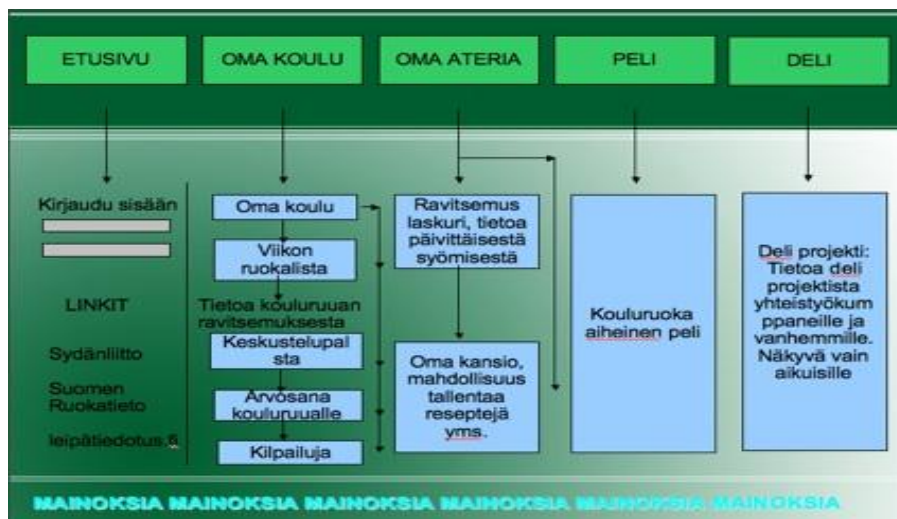 ETUSIVU
OMA KOULU
OMA ATERIA
PELI
DELI
Kirjaudu sisään
LINKIT
Sydänliitto
Suomen
Ruokatieto
leipätiedotus.fi
Oma koulu
Viikon
ruokalista
Tietoa kouluruuan
ravitsemuksesta
Keskustelupal
sta
Arvosana
kouluruualle
Kilpailuja
Ravitsemus
laskuri, tietoa
päivittäisestä
syömisestä
Oma kansio,
mahdollisuus
tallentaa
reseptejä
yms.
Kouluruoka
aiheinen peli
Deli projekti:
Tietoa deli
projektista
yhteistyökum
ppaneille ja
vanhemmille.
Näkyvä vain
aikuisille
MAINOKSIA MAINOKSIA MAINOKSIA MAINOKSIA MAINOKSIA MAINOKSIA